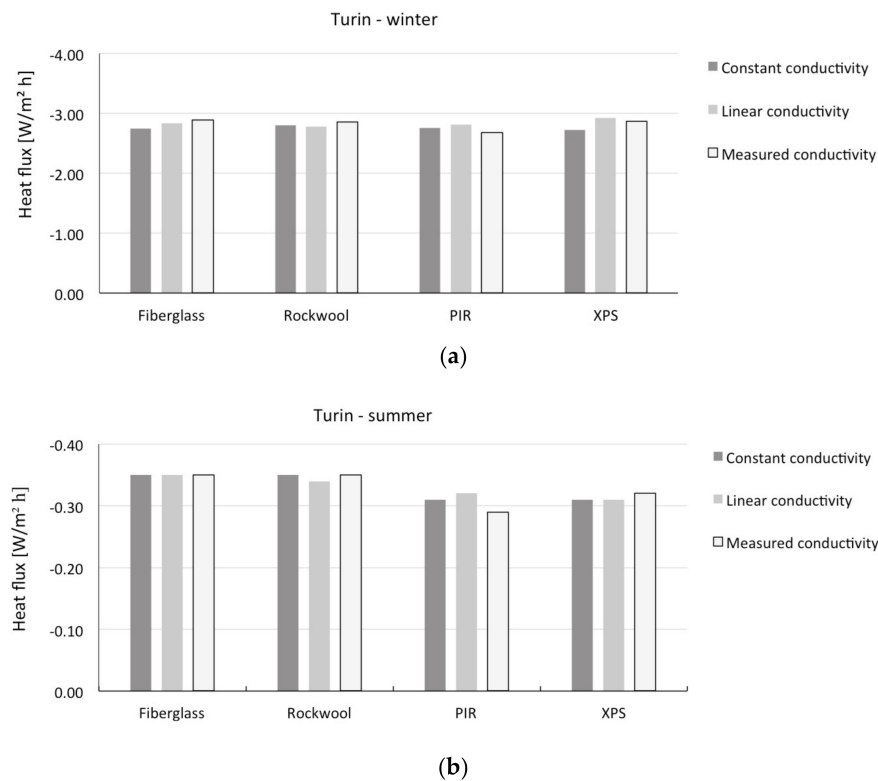 Turin - winter
-4.00
-3.00
-2.00
-1.00
0.00
Heat flux [W/m² h]
Fiberglass
Rockwool
PIR
XPS
Constant conductivity
Linear conductivity
Measured conductivity
(a)
Turin - summer
-0.40
-0.30
-0.20
-0.10
0.00
Heat flux [W/m² h]
Fiberglass
Rockwool
PIR
XPS
Constant conductivity
Linear conductivity
Measured conductivity
(b)